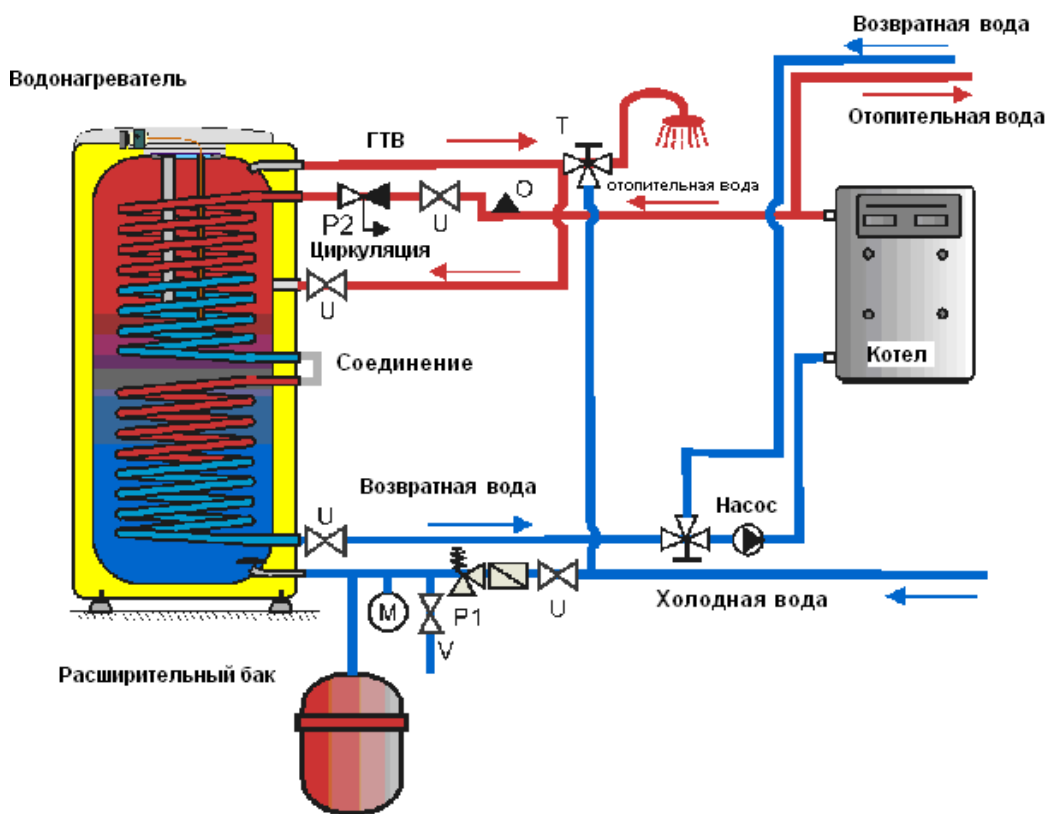 Возвратная вода
Водонагреватель
Отопительная вода
ГТВ
T
отопительная вода
O
P2
U
Циркуляция
U
Соединение
Котел
Возвратная вода
U
Насос
M
P1
U
V
Холодная вода
Расширительный бак